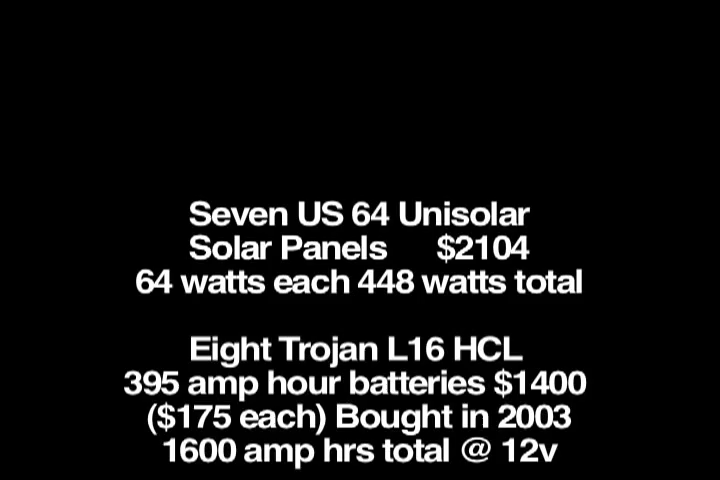 Seven US 64 Unisolar
Solar Panels $2104
64 watts each 448 watts total
Eight Trojan L16 HCL
395 amp hour batteries $1400
($175 each) Bought in 2003
1600 amp hrs total @ 12v